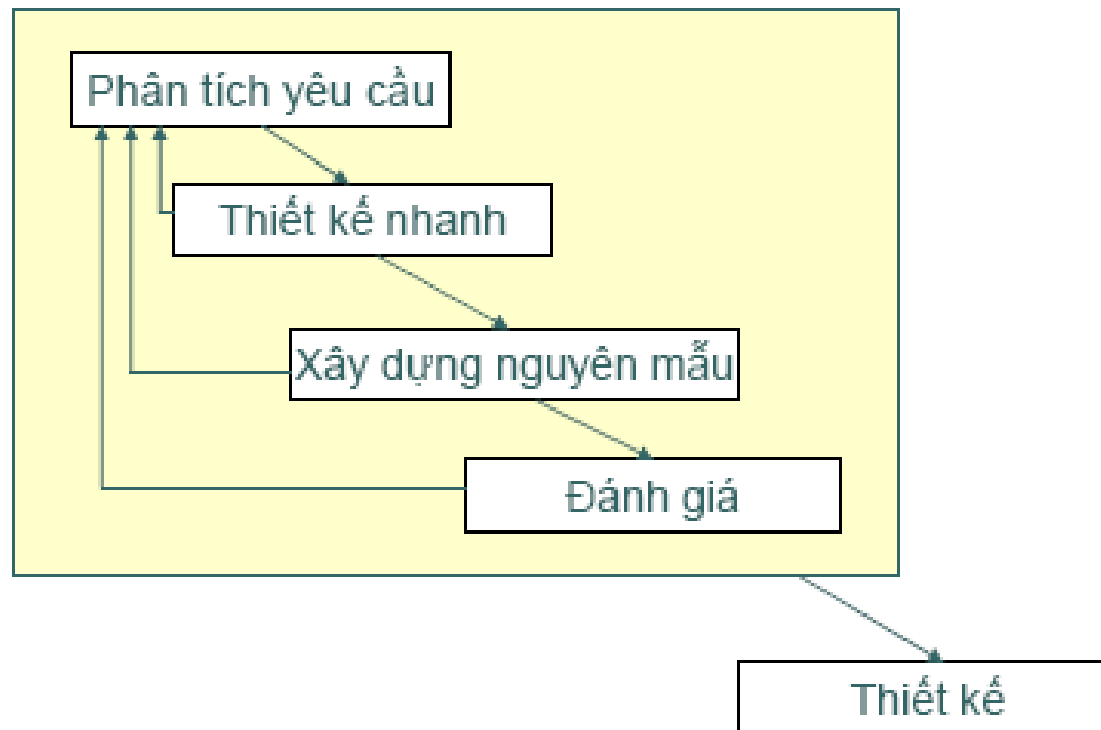 Phân tích yêu cầu
Thiết kế nhanh
Xây dựng nguyên mẫu
Đánh giá
Thiết kế